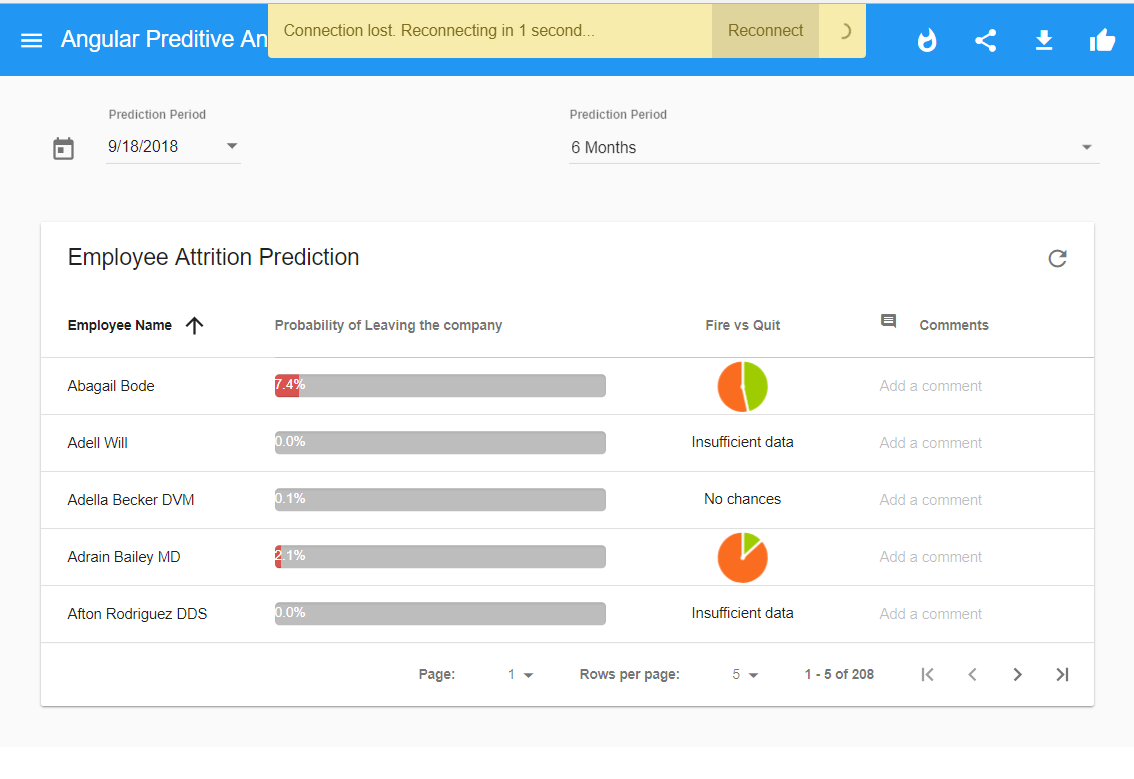 Angular Preditive An
Connection lost. Reconnecting in 1 second... Reconnect
Prediction Period Prediction Period
9/18/2018 6 Months
Employee Attrition Prediction
Employee Name Probability of Leaving the company Fire vs Quit Comments
Abagail Bode 7.4% Add a comment
Adell Will 0.0% Insufficient data Add a comment
Adella Becker DVM 0.1% No chances Add a comment
Adrain Bailey MD 2.1% Add a comment
Afton Rodriguez DDS 0.0% Insufficient data Add a comment
Page: 1 Rows per page: 5 1 - 5 of 208